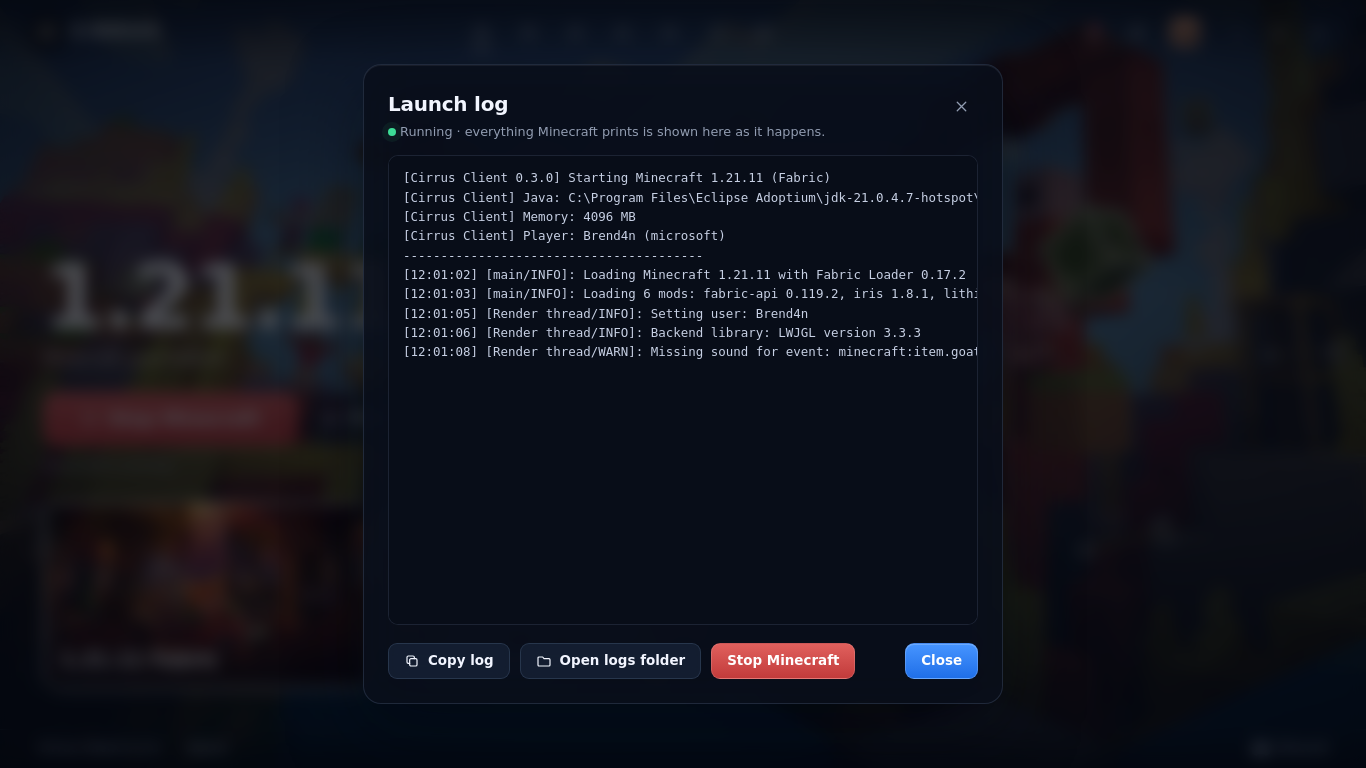 Launch log
Running · everything Minecraft prints is shown here as it happens.
[Cirrus Client 0.3.0] Starting Minecraft 1.21.11 (Fabric)
[Cirrus Client] Java: C:\Program Files\Eclipse Adoptium\jdk-21.0.4.7-hotspot\
[Cirrus Client] Memory: 4096 MB
[Cirrus Client] Player: Brend4n (microsoft)
----------------------------------------
[12:01:02] [main/INFO]: Loading Minecraft 1.21.11 with Fabric Loader 0.17.2
[12:01:03] [main/INFO]: Loading 6 mods: fabric-api 0.119.2, iris 1.8.1, lithi
[12:01:05] [Render thread/INFO]: Setting user: Brend4n
[12:01:06] [Render thread/INFO]: Backend library: LWJGL version 3.3.3
[12:01:08] [Render thread/WARN]: Missing sound for event: minecraft:item.goat
1.21.1
Copy log
Open logs folder
Stop Minecraft
Close